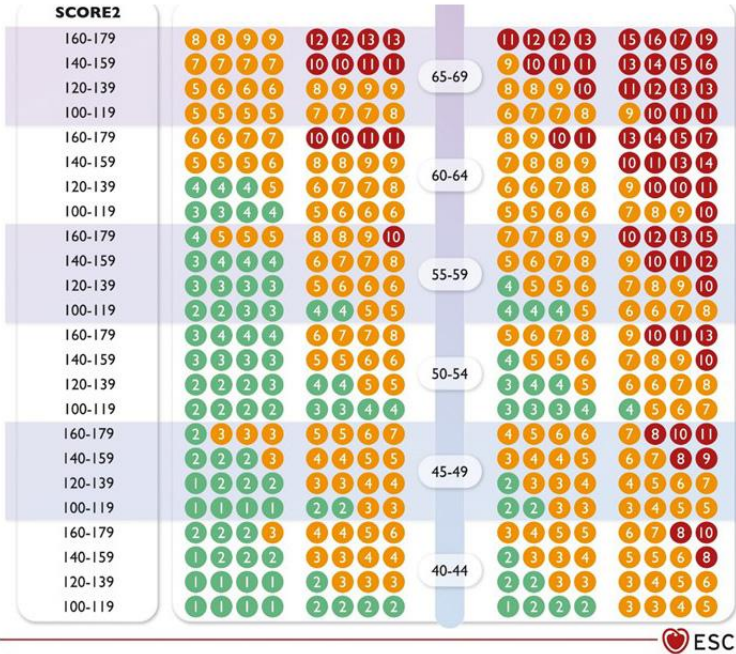 SCORE2
160-179 8 8 9 9 12 12 13 13 11 12 12 13 15 16 17 19
140-159 7 7 7 7 10 10 11 11 9 10 11 11 13 14 15 16
65-69
120-139 5 6 6 6 8 9 9 9 8 8 9 10 11 12 13 13
100-119 5 5 5 5 7 7 7 8 6 7 7 8 9 10 11 11
160-179 6 6 7 7 10 10 11 11 8 9 10 11 13 14 15 17
140-159 5 5 5 6 8 8 9 9 7 8 8 9 10 11 13 14
60-64
120-139 4 4 4 5 6 7 7 8 6 6 7 8 9 10 10 11
100-119 3 3 4 4 5 6 6 6 5 5 6 6 7 8 9 10
160-179 4 5 5 5 8 8 9 10 7 7 8 9 10 12 13 15
140-159 3 4 4 4 6 7 7 8 5 6 7 8 9 10 11 12
55-59
120-139 3 3 3 3 5 6 6 6 4 5 5 6 7 8 9 10
100-119 2 2 3 3 4 4 5 5 4 4 4 5 6 6 7 8
160-179 3 4 4 4 6 7 7 8 5 6 7 8 9 10 11 13
140-159 3 3 3 3 5 5 6 6 4 5 5 6 7 8 9 10
50-54
120-139 2 2 2 3 4 4 5 5 3 4 4 5 6 6 7 8
100-119 2 2 2 2 3 3 4 4 3 3 3 4 4 5 6 7
160-179 2 3 3 3 5 5 6 7 4 5 6 6 7 8 10 11
140-159 2 2 2 3 4 4 5 5 3 4 4 5 6 7 8 9
45-49
120-139 1 2 2 2 3 3 4 4 2 3 3 4 4 5 6 7
100-119 1 1 1 1 2 2 3 3 2 2 3 3 3 4 5 5
160-179 2 2 2 3 4 4 5 6 3 4 5 5 6 7 8 10
140-159 1 2 2 2 3 3 4 4 2 3 3 4 5 5 6 8
40-44
120-139 1 1 1 1 2 3 3 3 2 2 3 3 3 4 5 6
100-119 1 1 1 1 2 2 2 2 1 2 2 2 3 3 4 5
ESC